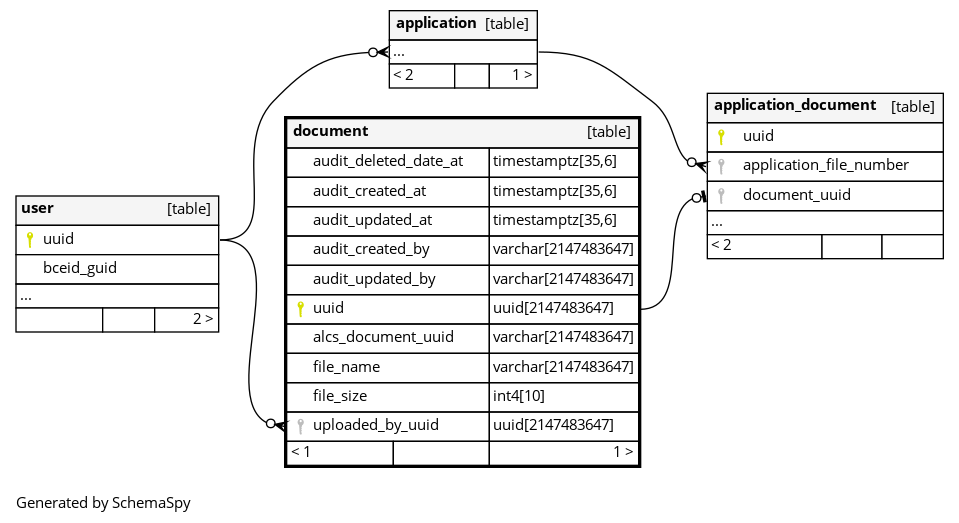 application [table]
...
< 2 1 >
document [table]
audit_deleted_date_at timestamptz[35,6]
audit_created_at timestamptz[35,6]
audit_updated_at timestamptz[35,6]
audit_created_by varchar[2147483647]
audit_updated_by varchar[2147483647]
uuid uuid[2147483647]
alcs_document_uuid varchar[2147483647]
file_name varchar[2147483647]
file_size int4[10]
uploaded_by_uuid uuid[2147483647]
< 1 1 >
application_document [table]
uuid
application_file_number
document_uuid
...
< 2
user [table]
uuid
bceid_guid
...
2 >
Generated by SchemaSpy